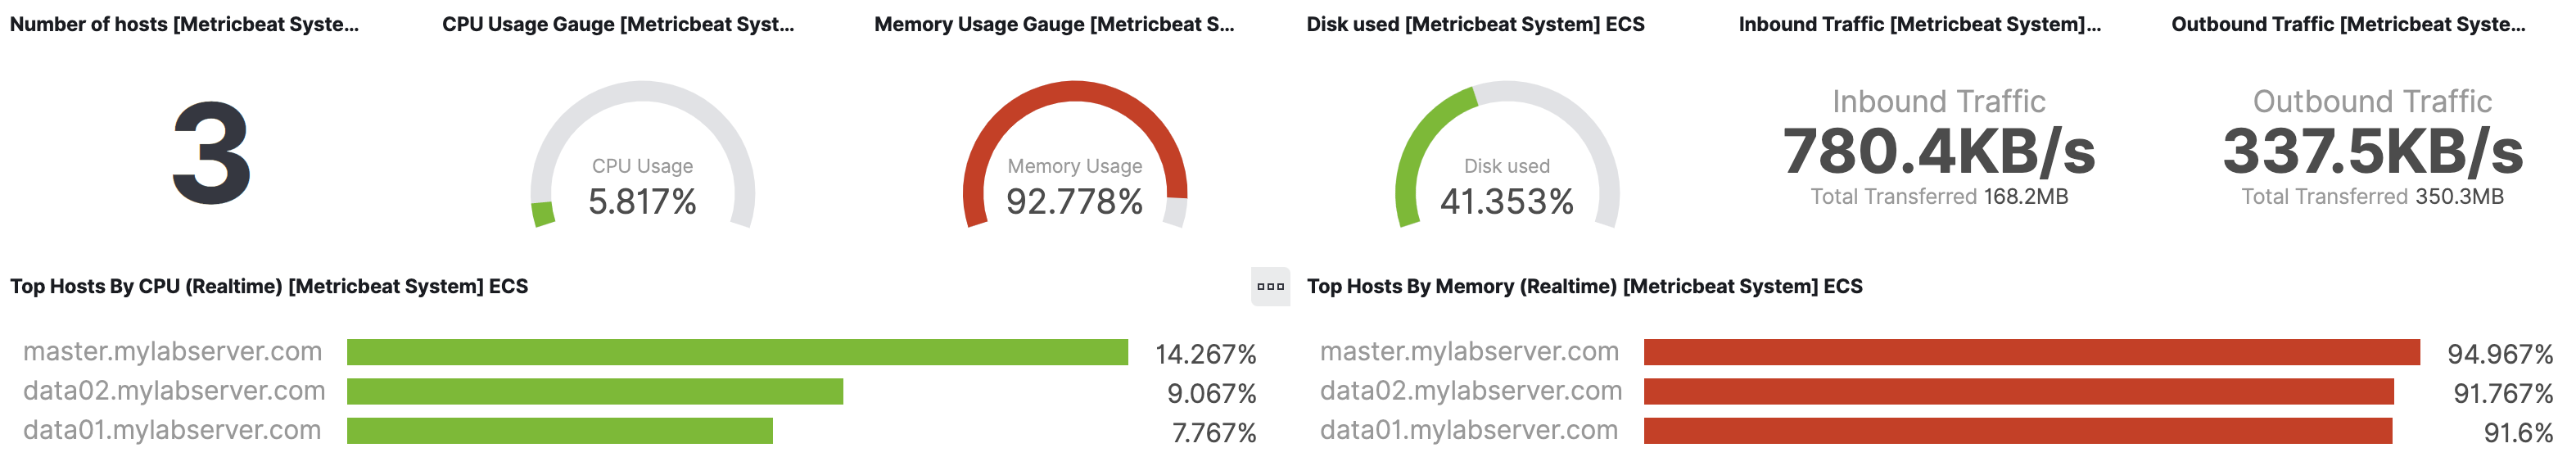 Number of hosts [Metricbeat Syste...
CPU Usage Gauge [Metricbeat Syst...
Memory Usage Gauge [Metricbeat S...
Disk used [Metricbeat System] ECS
Inbound Traffic [Metricbeat System]...
Outbound Traffic [Metricbeat Syste...
3
CPU Usage
5.817%
Memory Usage
92.778%
Disk used
41.353%
Inbound Traffic
780.4KB/s
Total Transferred 168.2MB
Outbound Traffic
337.5KB/s
Total Transferred 350.3MB
Top Hosts By CPU (Realtime) [Metricbeat System] ECS
master.mylabserver.com 14.267%
data02.mylabserver.com 9.067%
data01.mylabserver.com 7.767%
Top Hosts By Memory (Realtime) [Metricbeat System] ECS
master.mylabserver.com 94.967%
data02.mylabserver.com 91.767%
data01.mylabserver.com 91.6%